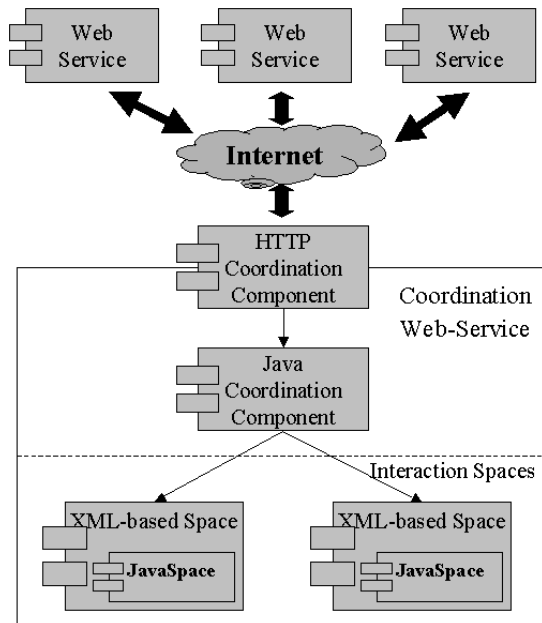 Web
Service
Web
Service
Web
Service
Internet
HTTP
Coordination
Component
Coordination
Web-Service
Java
Coordination
Component
Interaction Spaces
XML-based Space
JavaSpace
XML-based Space
JavaSpace